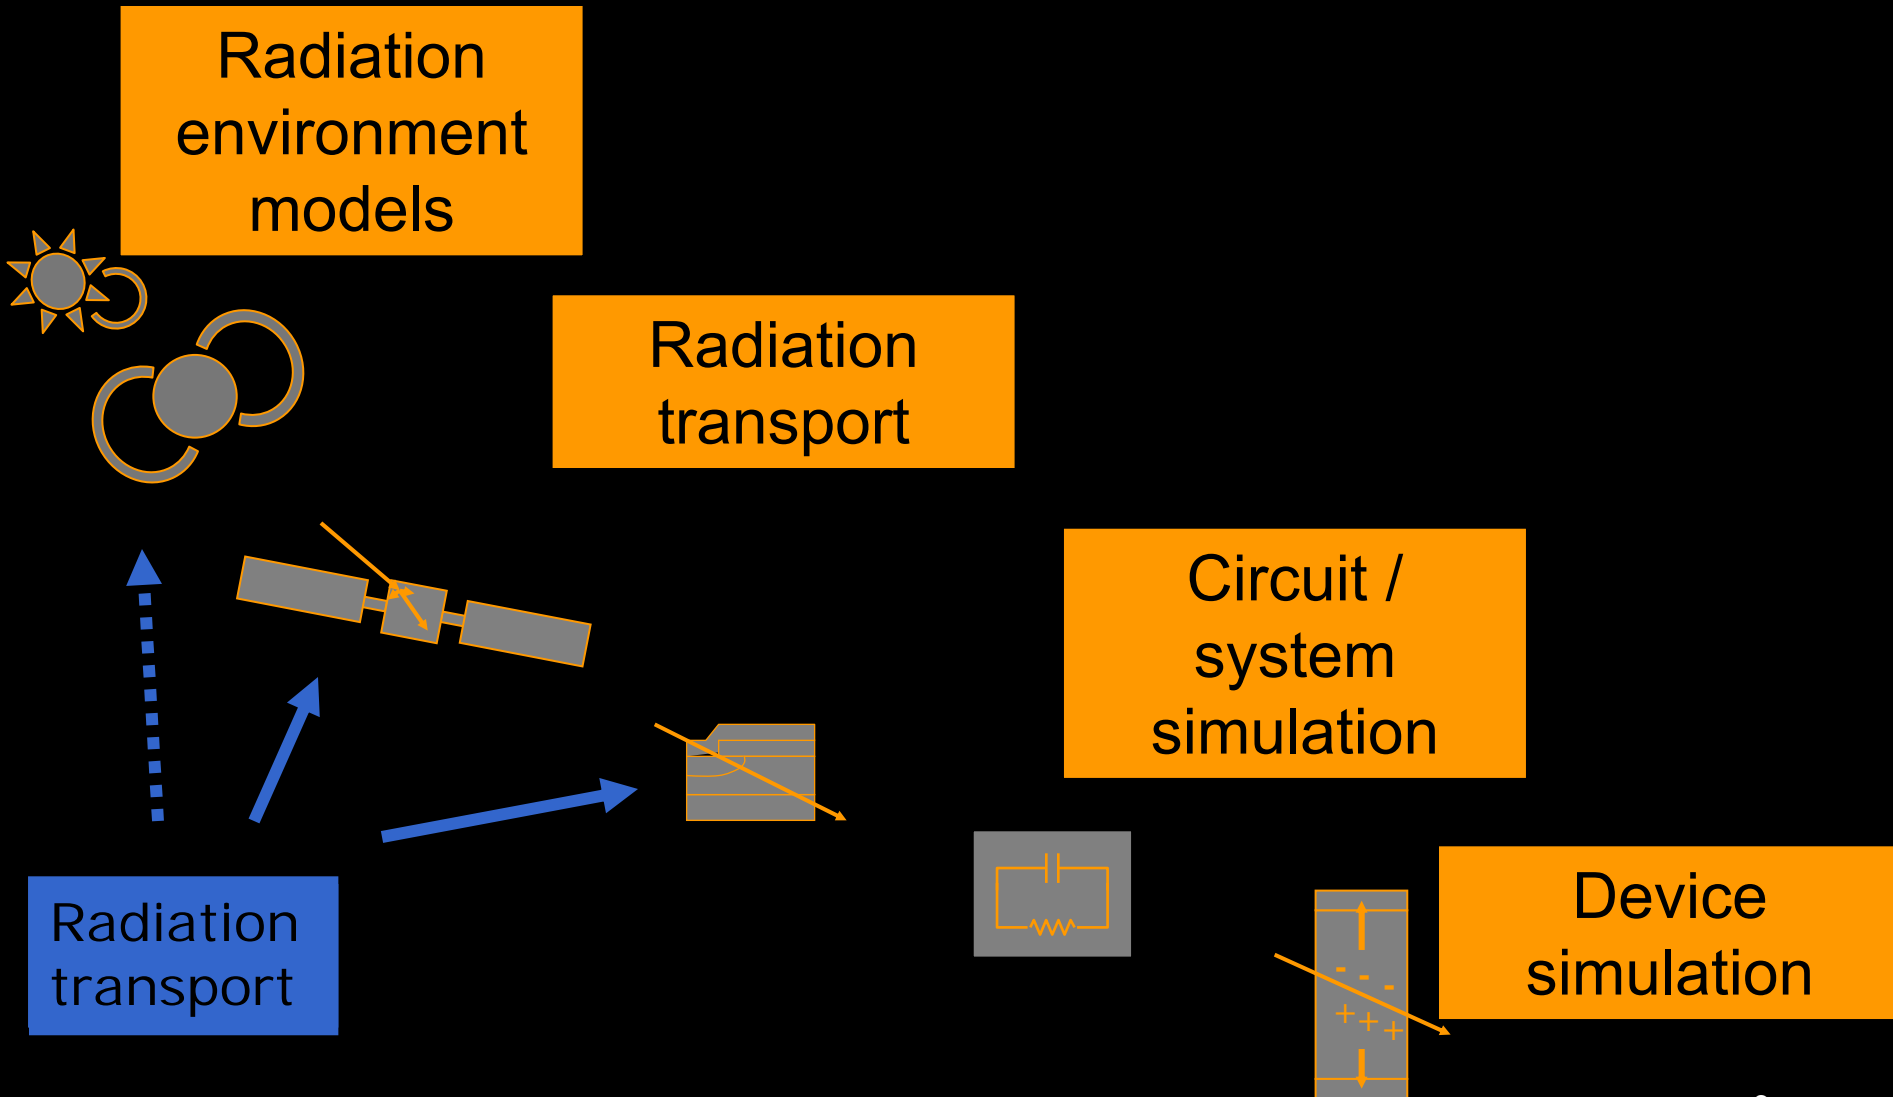 Radiation
environment
models
Radiation
transport
Circuit /
system
simulation
Radiation
transport
Device
simulation
- - -
+ + +